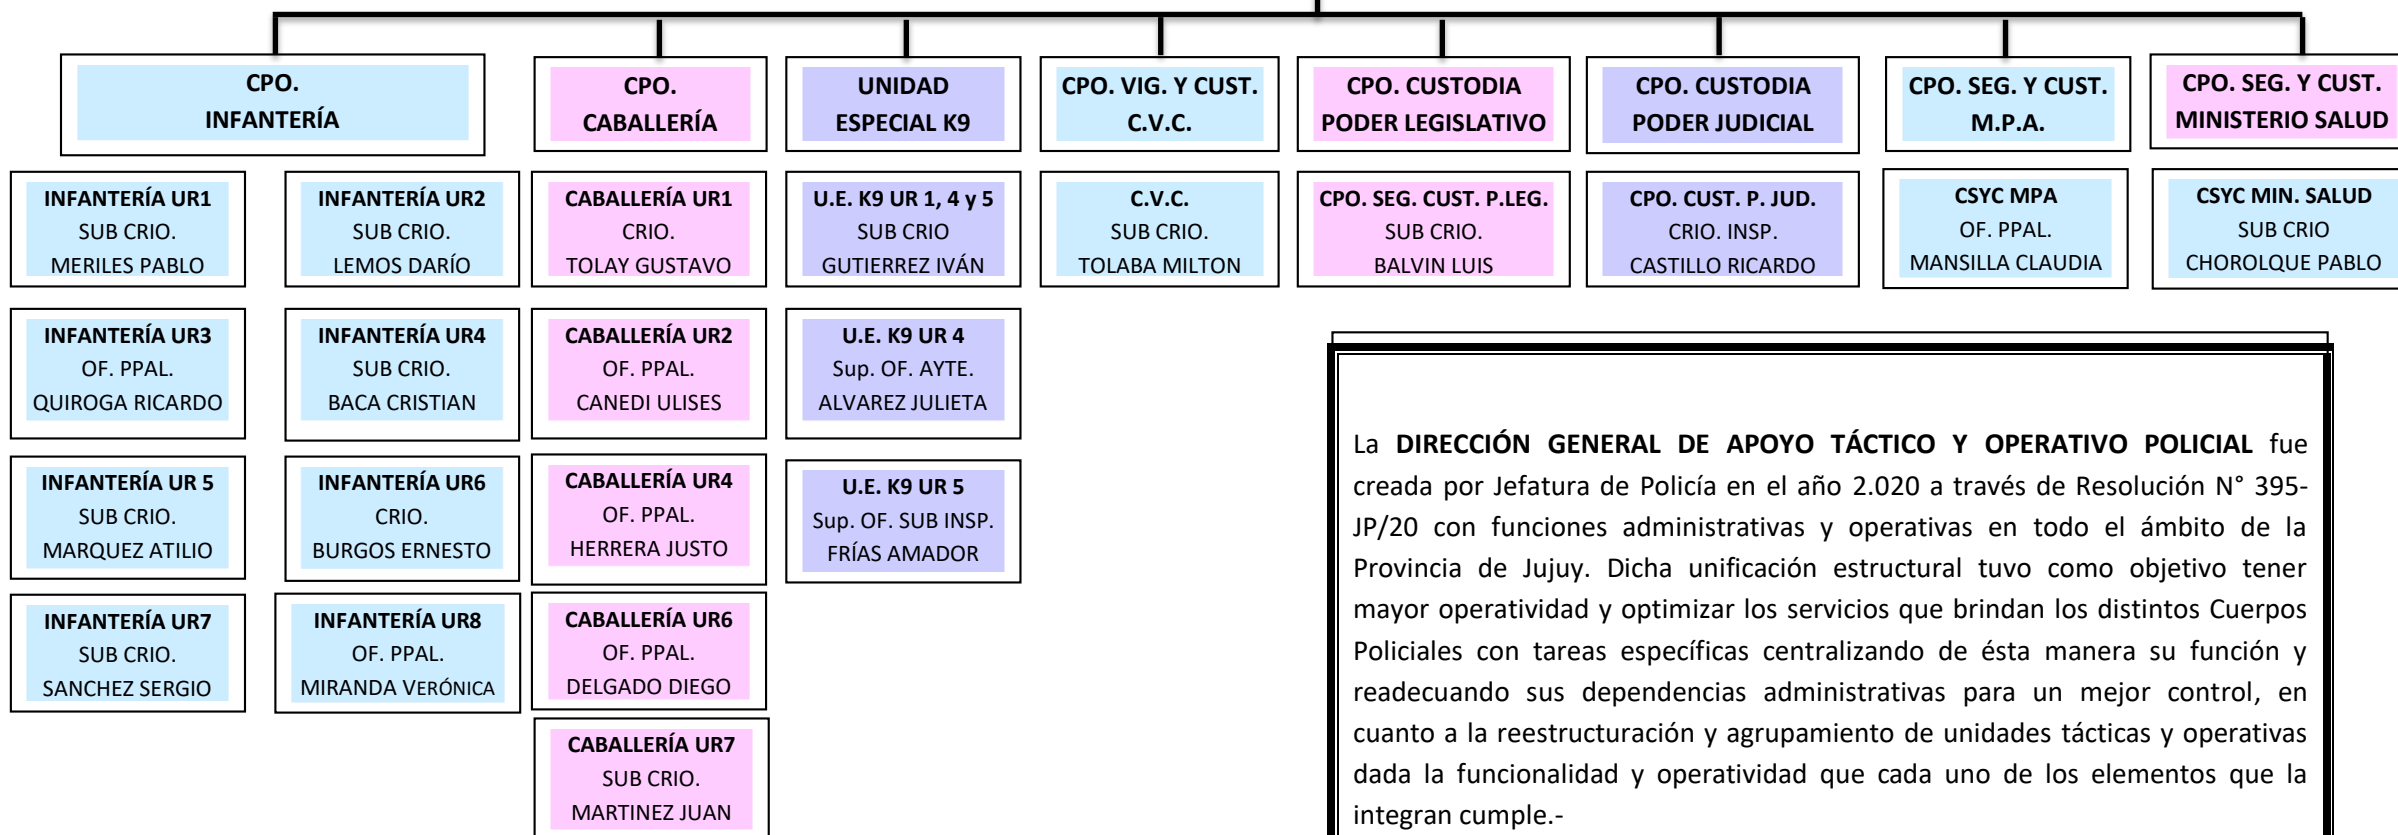 CPO.
INFANTERÍA
CPO.
CABALLERÍA
UNIDAD
ESPECIAL K9
CPO. VIG. Y CUST.
C.V.C.
CPO. CUSTODIA
PODER LEGISLATIVO
CPO. CUSTODIA
PODER JUDICIAL
CPO. SEG. Y CUST.
M.P.A.
CPO. SEG. Y CUST.
MINISTERIO SALUD
INFANTERÍA UR1
SUB CRIO.
MERILES PABLO
INFANTERÍA UR2
SUB CRIO.
LEMOS DARÍO
CABALLERÍA UR1
CRIO.
TOLAY GUSTAVO
U.E. K9 UR 1, 4 y 5
SUB CRIO
GUTIERREZ IVÁN
C.V.C.
SUB CRIO.
TOLABA MILTON
CPO. SEG. CUST. P.LEG.
SUB CRIO.
BALVIN LUIS
CPO. CUST. P. JUD.
CRIO. INSP.
CASTILLO RICARDO
CSYC MPA
OF. PPAL.
MANSILLA CLAUDIA
CSYC MIN. SALUD
SUB CRIO
CHOROLQUE PABLO
INFANTERÍA UR3
OF. PPAL.
QUIROGA RICARDO
INFANTERÍA UR4
SUB CRIO.
BACA CRISTIAN
CABALLERÍA UR2
OF. PPAL.
CANEDI ULISES
U.E. K9 UR 4
Sup. OF. AYTE.
ALVAREZ JULIETA
INFANTERÍA UR 5
SUB CRIO.
MARQUEZ ATILIO
INFANTERÍA UR6
CRIO.
BURGOS ERNESTO
CABALLERÍA UR4
OF. PPAL.
HERRERA JUSTO
U.E. K9 UR 5
Sup. OF. SUB INSP.
FRÍAS AMADOR
INFANTERÍA UR7
SUB CRIO.
SANCHEZ SERGIO
INFANTERÍA UR8
OF. PPAL.
MIRANDA VERÓNICA
CABALLERÍA UR6
OF. PPAL.
DELGADO DIEGO
CABALLERÍA UR7
SUB CRIO.
MARTINEZ JUAN
La DIRECCIÓN GENERAL DE APOYO TÁCTICO Y OPERATIVO POLICIAL fue
creada por Jefatura de Policía en el año 2.020 a través de Resolución N° 395-
JP/20 con funciones administrativas y operativas en todo el ámbito de la
Provincia de Jujuy. Dicha unificación estructural tuvo como objetivo tener
mayor operatividad y optimizar los servicios que brindan los distintos Cuerpos
Policiales con tareas específicas centralizando de ésta manera su función y
readecuando sus dependencias administrativas para un mejor control, en
cuanto a la reestructuración y agrupamiento de unidades tácticas y operativas
dada la funcionalidad y operatividad que cada uno de los elementos que la
integran cumple.-